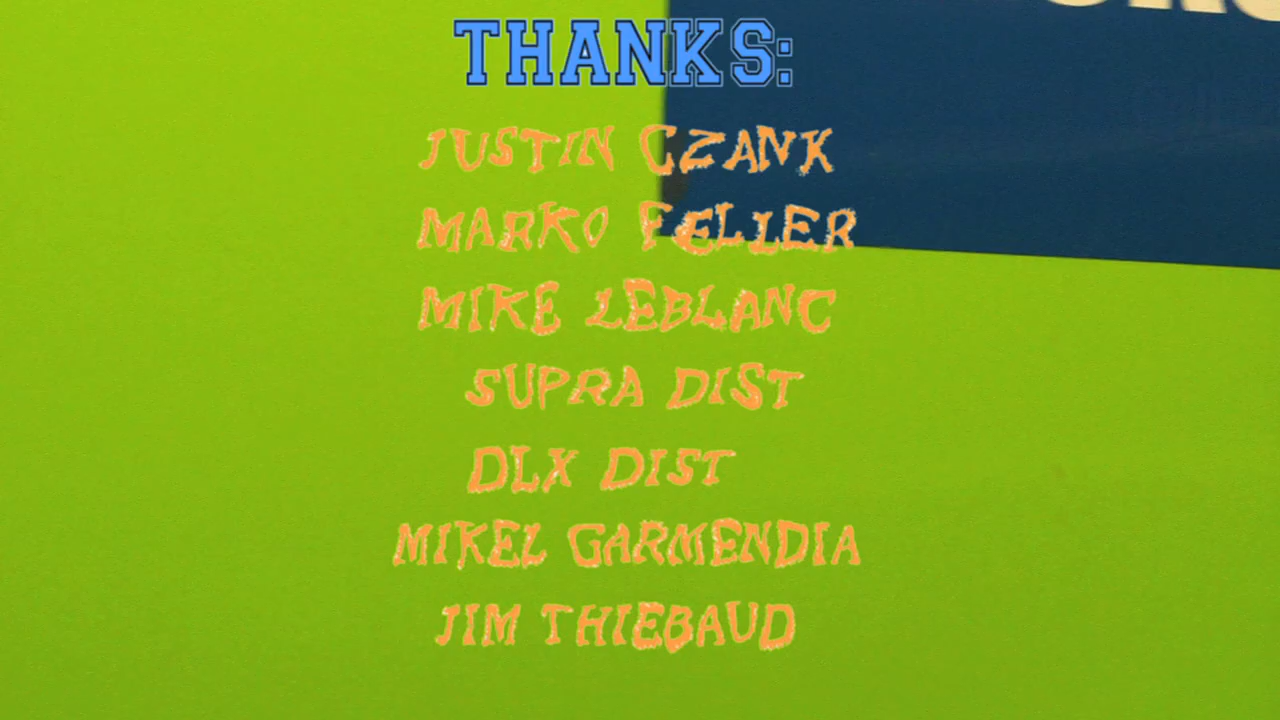 THANKS:
JUSTIN CZANK
MARKO FELLER
MIKE LEBLANC
SUPRA DIST
DLX DIST
MIKEL GARMENDIA
JIM THIEBAUD